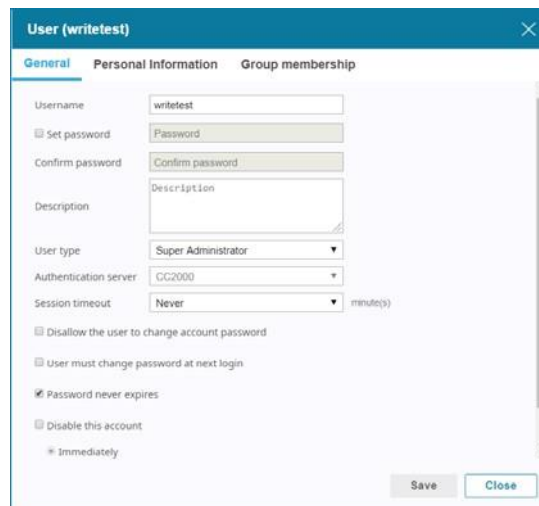 User (writetest)
General Personal Information Group membership
Username writetest
Set password Password
Confirm password Confirm password
Description Description
User type Super Administrator
Authentication server CC2000
Session timeout Never minute(s)
Disallow the user to change account password
User must change password at next login
Password never expires
Disable this account
Immediately
Save Close